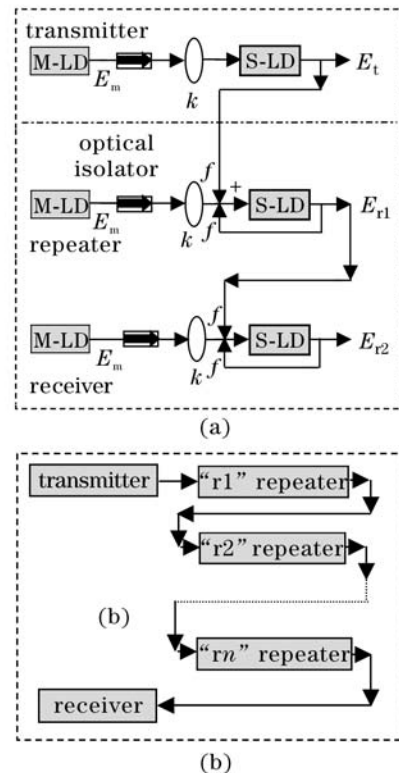 transmitter
M-LD
E_m
k
S-LD
E_t
optical
isolator
f
+
M-LD
E_m
k
f
S-LD
E_r1
repeater
f
M-LD
E_m
k
f
S-LD
E_r2
receiver
(a)
transmitter
"r1" repeater
"r2" repeater
(b)
"rn" repeater
receiver
(b)